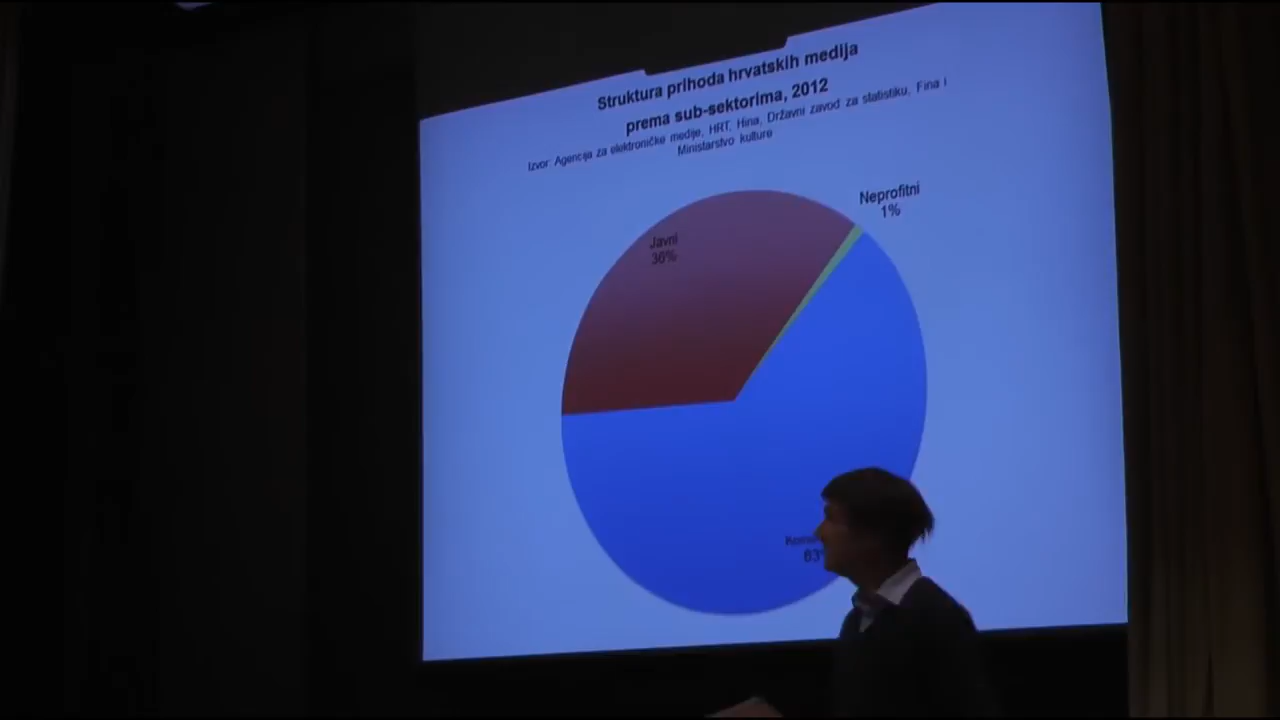 Struktura prihoda hrvatskih medija
prema sub-sektorima, 2012
Izvor: Agencija za elektroničke medije, HRT, Hina, Državni zavod za statistiku, Fina i
Ministarstvo kulture
Neprofitni
1%
Javni
36%
63%